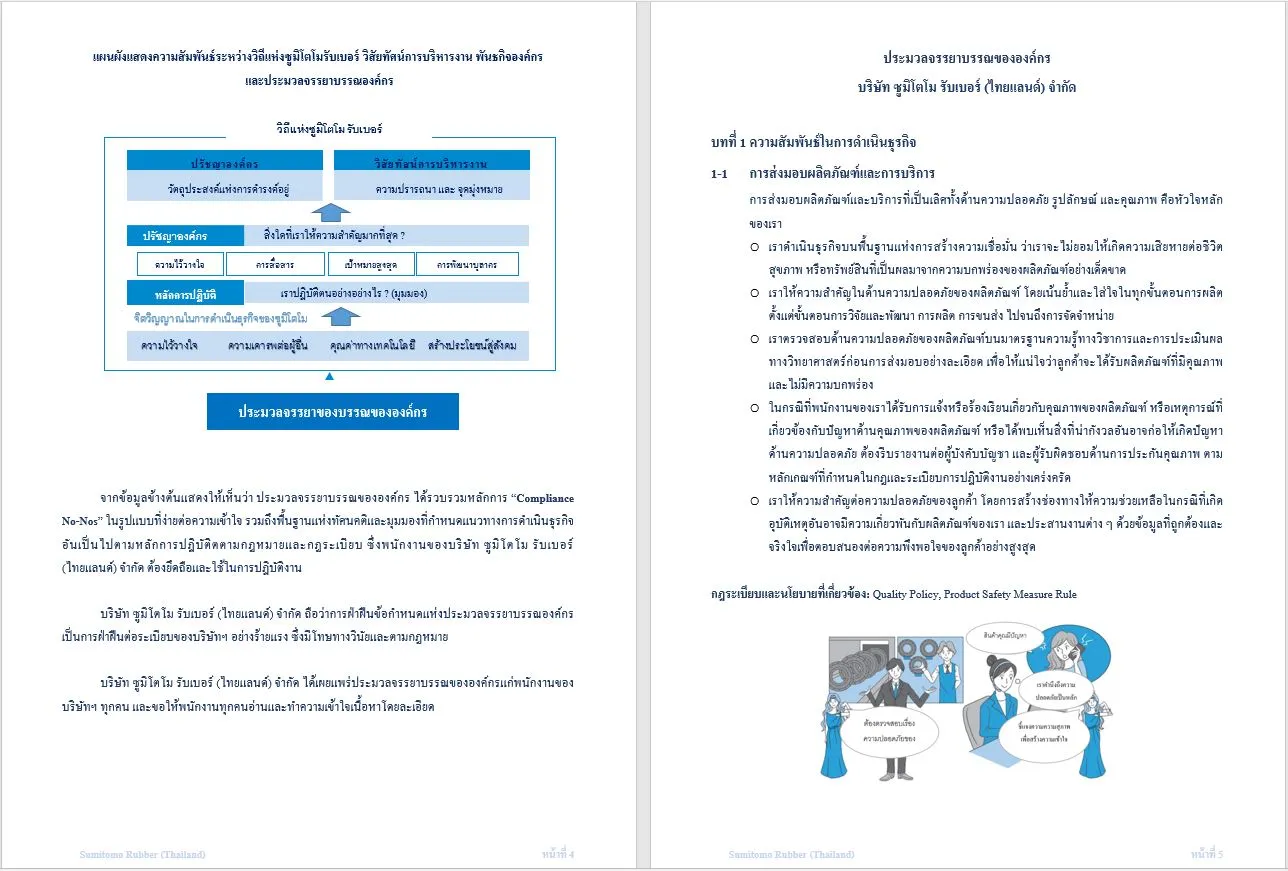 แผนผังแสดงความสัมพันธ์ระหว่างวิถีแห่งซูมิโตโมรับเบอร์ วิสัยทัศน์การบริหารงาน พันธกิจองค์กร
และประมวลจรรยาบรรณองค์กร
วิถีแห่งซูมิโตโม รับเบอร์
ปรัชญาองค์กร
วิสัยทัศน์การบริหารงาน
วัตถุประสงค์แห่งการดำรงค์อยู่
ความปรารถนา และ จุดมุ่งหมาย
ปรัชญาองค์กร
สิ่งใดที่เราให้ความสำคัญมากที่สุด ?
ความไว้วางใจ
การสื่อสาร
เป้าหมายสูงสุด
การพัฒนาบุคากร
หลักการปฏิบัติ
เราปฏิบัติตนอย่างอย่างไร ? (มุมมอง)
จิตวิญญาณในการดำเนินธุรกิจของซูมิโตโม
ความไว้วางใจ
ความเคารพต่อผู้อื่น
คุณค่าทางเทคโนโลยี
สร้างประโยชน์สู่สังคม
ประมวลจรรยาของบรรณขององค์กร
จากข้อมูลข้างต้นแสดงให้เห็นว่า ประมวลจรรยาบรรณขององค์กร ได้รวบรวมหลักการ “Compliance
No-Nos” ในรูปแบบที่ง่ายต่อความเข้าใจ รวมถึงพื้นฐานแห่งทัศนคติและมุมมองที่กำหนดแนวทางการดำเนินธุรกิจ
อันเป็นไปตามหลักการปฏิบัติตตามกฎหมายและกฎระเบียบ ซึ่งพนักงานของบริษัท ซูมิโตโม รับเบอร์
(ไทยแลนด์) จำกัด ต้องยึดถือและใช้ในการปฎิบัติงาน
บริษัท ซูมิโตโม รับเบอร์ (ไทยแลนด์) จำกัด ถือว่าการฝ่าฝืนข้อกำหนดแห่งประมวลจรรยาบรรณองค์กร
เป็นการฝ่าฝืนต่อระเบียบของบริษัทฯ อย่างร้ายแรง ซึ่งมีโทษทางวินัยและตามกฎหมาย
บริษัท ซูมิโตโม รับเบอร์ (ไทยแลนด์) จำกัด ได้เผยแพร่ประมวลจรรยาบรรณขององค์กรแก่พนักงานของ
บริษัทฯ ทุกคน และขอให้พนักงานทุกคนอ่านและทำความเข้าใจเนื้อหาโดยละเอียด
Sumitomo Rubber (Thailand)
หน้าที่ 4
ประมวลจรรยาบรรณขององค์กร
บริษัท ซูมิโตโม รับเบอร์ (ไทยแลนด์) จำกัด
บทที่ 1 ความสัมพันธ์ในการดำเนินธุรกิจ
1-1 การส่งมอบผลิตภัณฑ์และการบริการ
การส่งมอบผลิตภัณฑ์และบริการที่เป็นเลิศทั้งด้านความปลอดภัย รูปลักษณ์ และคุณภาพ คือหัวใจหลัก
ของเรา
เราดำเนินธุรกิจบนพื้นฐานแห่งการสร้างความเชื่อมั่น ว่าเราจะไม่ยอมให้เกิดความเสียหายต่อชีวิต
สุขภาพ หรือทรัพย์สินที่เป็นผลมาจากความบกพร่องของผลิตภัณฑ์อย่างเด็ดขาด
เราให้ความสำคัญในด้านความปลอดภัยของผลิตภัณฑ์ โดยเน้นย้ำและใส่ใจในทุกขั้นตอนการผลิต
ตั้งแต่ขั้นตอนการวิจัยและพัฒนา การผลิต การขนส่ง ไปจนถึงการจัดจำหน่าย
เราตรวจสอบด้านความปลอดภัยของผลิตภัณฑ์บนมาตรฐานความรู้ทางวิชาการและการประเมินผล
ทางวิทยาศาสตร์ก่อนการส่งมอบอย่างละเอียด เพื่อให้แน่ใจว่าลูกค้าจะได้รับผลิตภัณฑ์ที่มีคุณภาพ
และไม่มีความบกพร่อง
ในกรณีที่พนักงานของเราได้รับการแจ้งหรือร้องเรียนเกี่ยวกับคุณภาพของผลิตภัณฑ์ หรือเหตุการณ์ที่
เกี่ยวข้องกับปัญหาด้านคุณภาพของผลิตภัณฑ์ หรือได้พบเห็นสิ่งที่น่ากังวลอันอาจก่อให้เกิดปัญหา
ด้านความปลอดภัย ต้องรีบรายงานต่อผู้บังคับบัญชา และผู้รับผิดชอบด้านการประกันคุณภาพ ตาม
หลักเกณฑ์ที่กำหนดในกฎและระเบียบการปฏิบัติงานอย่างเคร่งครัด
เราให้ความสำคัญต่อความปลอดภัยของลูกค้า โดยการสร้างช่องทางให้ความช่วยเหลือในกรณีที่เกิด
อุบัติเหตุอันอาจมีความเกี่ยวพันกับผลิตภัณฑ์ของเรา และประสานงานต่าง ๆ ด้วยข้อมูลที่ถูกต้องและ
จริงใจเพื่อตอบสนองต่อความพึงพอใจของลูกค้าอย่างสูงสุด
กฎระเบียบและนโยบายที่เกี่ยวข้อง: Quality Policy, Product Safety Measure Rule
สินค้าคุณมีปัญหา
เราคำนึงถึงความ
ปลอดภัยเป็นหลัก
ต้องตรวจสอบเรื่อง
ความปลอดภัยของ
ชี้แจงความความสุภาพ
เพื่อสร้างความเข้าใจ
Sumitomo Rubber (Thailand)
หน้าที่ 5